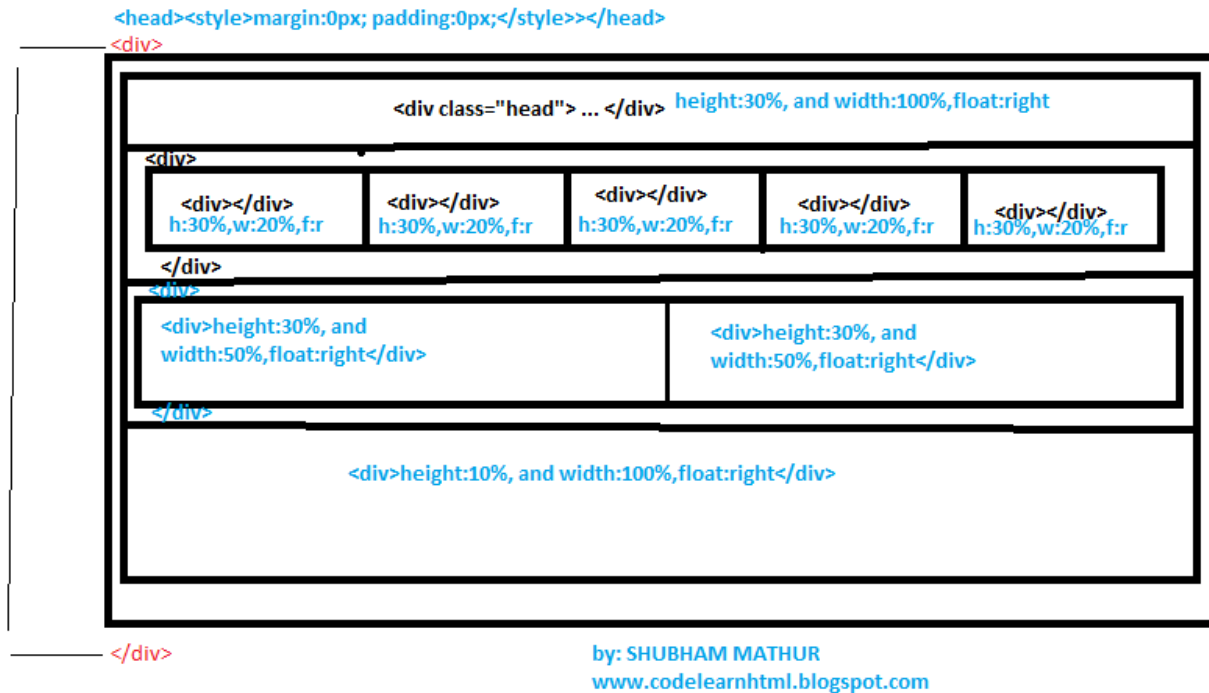 <head><style>margin:0px; padding:0px;</style>></head>
<div>
<div class="head"> ... </div> height:30%, and width:100%,float:right
<div>
<div></div> <div></div> <div></div> <div></div> <div></div>
h:30%,w:20%,f:r h:30%,w:20%,f:r h:30%,w:20%,f:r h:30%,w:20%,f:r h:30%,w:20%,f:r
</div>
<div>
<div>height:30%, and
width:50%,float:right</div>
<div>height:30%, and
width:50%,float:right</div>
</div>
<div>height:10%, and width:100%,float:right</div>
</div>
by: SHUBHAM MATHUR
www.codelearnhtml.blogspot.com